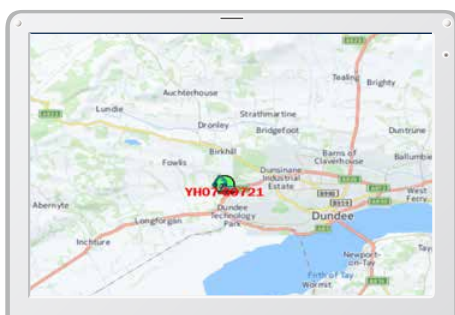 Tealing
Brighty
Auchterhouse
Lundie
Strathmartine
Dronley
Bridgefoot
Duntrune
Birkhill
Barns of
Claverhouse
Fowlis
Dunsinane
Industrial
Estate
YH07
Abernyte
Longforgan
Dundee
Technology
Park
Dundee
West
Ferry
Inchture
Newport-
on-Tay
Tay
Firth of Tay
Wormit